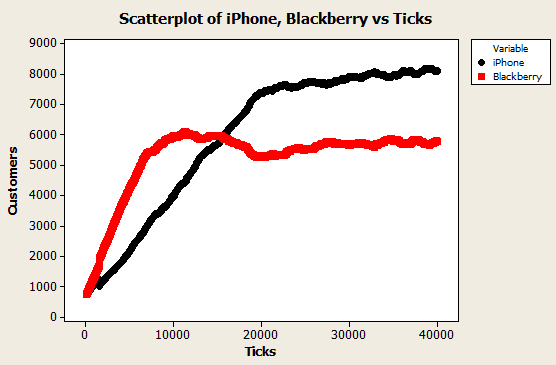 Scatterplot of iPhone, Blackberry vs Ticks
Variable
iPhone
Blackberry
Customers
9000
8000
7000
6000
5000
4000
3000
2000
1000
0
0 10000 20000 30000 40000
Ticks